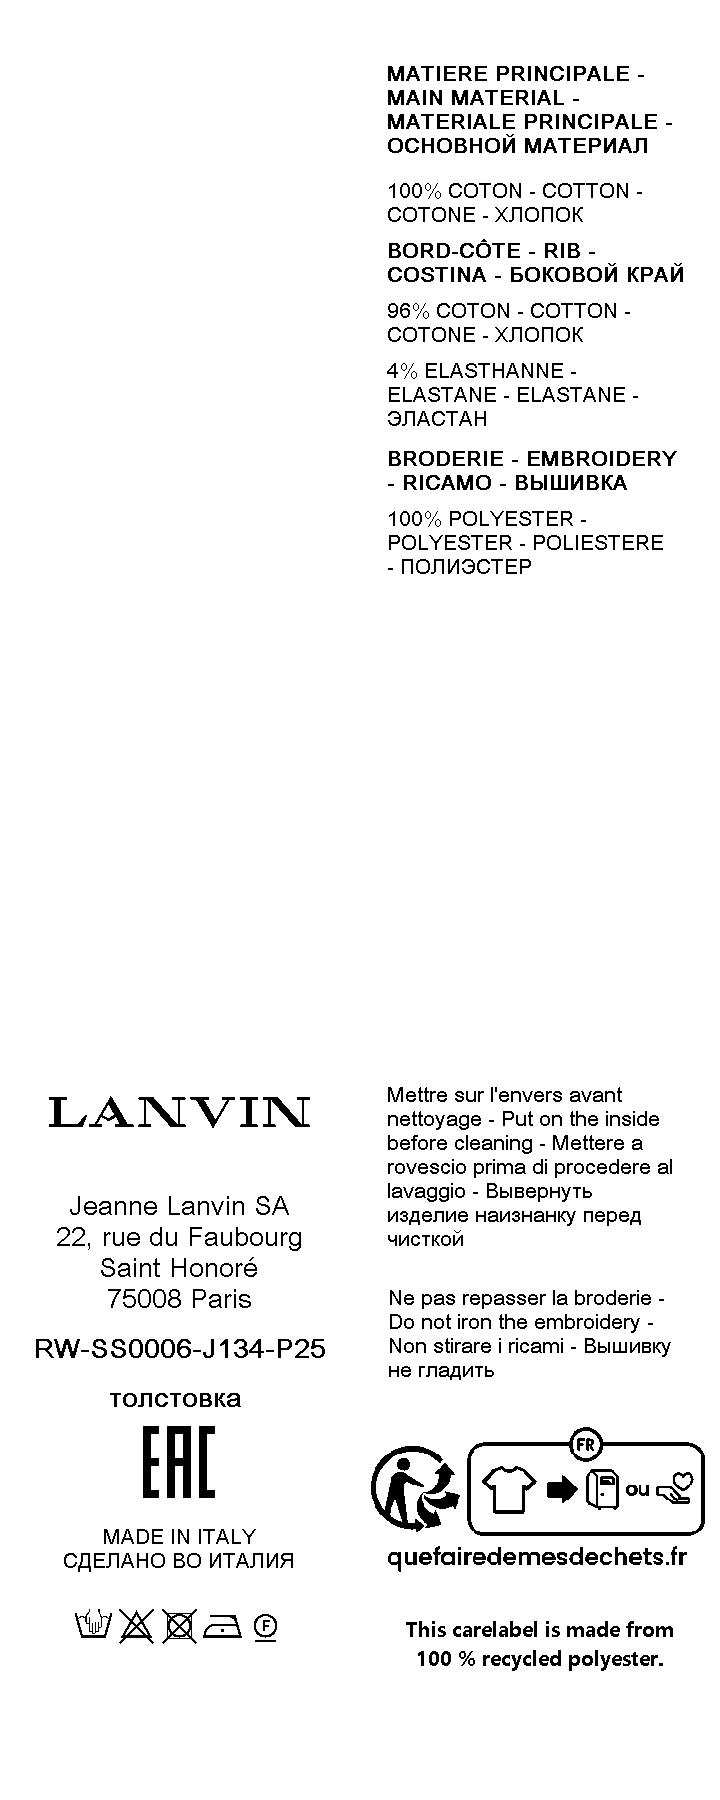 MATIERE PRINCIPALE -
MAIN MATERIAL -
MATERIALE PRINCIPALE -
ОСНОВНОЙ МАТЕРИАЛ
100% COTON - COTTON -
COTONE - ХЛОПОК
BORD-CÔTE - RIB -
COSTINA - БОКОВОЙ КРАЙ
96% COTON - COTTON -
COTONE - ХЛОПОК
4% ELASTHANNE -
ELASTANE - ELASTANE -
ЭЛАСТАН
BRODERIE - EMBROIDERY
- RICAMO - ВЫШИВКА
100% POLYESTER -
POLYESTER - POLIESTERE
- ПОЛИЭСТЕР
LANVIN
Jeanne Lanvin SA
22, rue du Faubourg
Saint Honoré
75008 Paris
RW-SS0006-J134-P25
толстовка
EAC
MADE IN ITALY
СДЕЛАНО ВО ИТАЛИЯ
F
Mettre sur l'envers avant
nettoyage - Put on the inside
before cleaning - Mettere a
rovescio prima di procedere al
lavaggio - Вывернуть
изделие наизнанку перед
чисткой
Ne pas repasser la broderie -
Do not iron the embroidery -
Non stirare i ricami - Вышивку
не гладить
FR
ou
quefairedemesdechets.fr
This carelabel is made from
100 % recycled polyester.